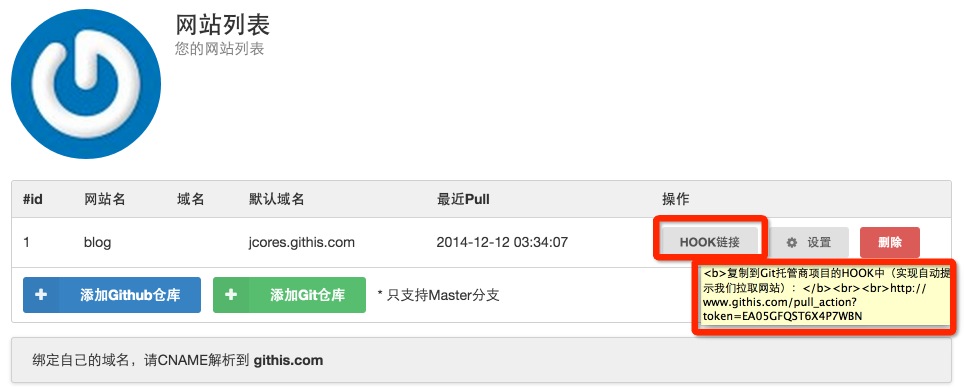 网站列表
您的网站列表
#id 网站名 域名 默认域名 最近Pull 操作
1 blog jcores.githis.com 2014-12-12 03:34:07 HOOK链接 设置 删除
添加Github仓库 添加Git仓库 * 只支持Master分支
<b>复制到Git托管商项目的HOOK中（实现自动提
示我们拉取网站）：</b><br><br>http://
www.githis.com/pull_action?
token=EA05GFQST6X4P7WBN
绑定自己的域名，请CNAME解析到 githis.com